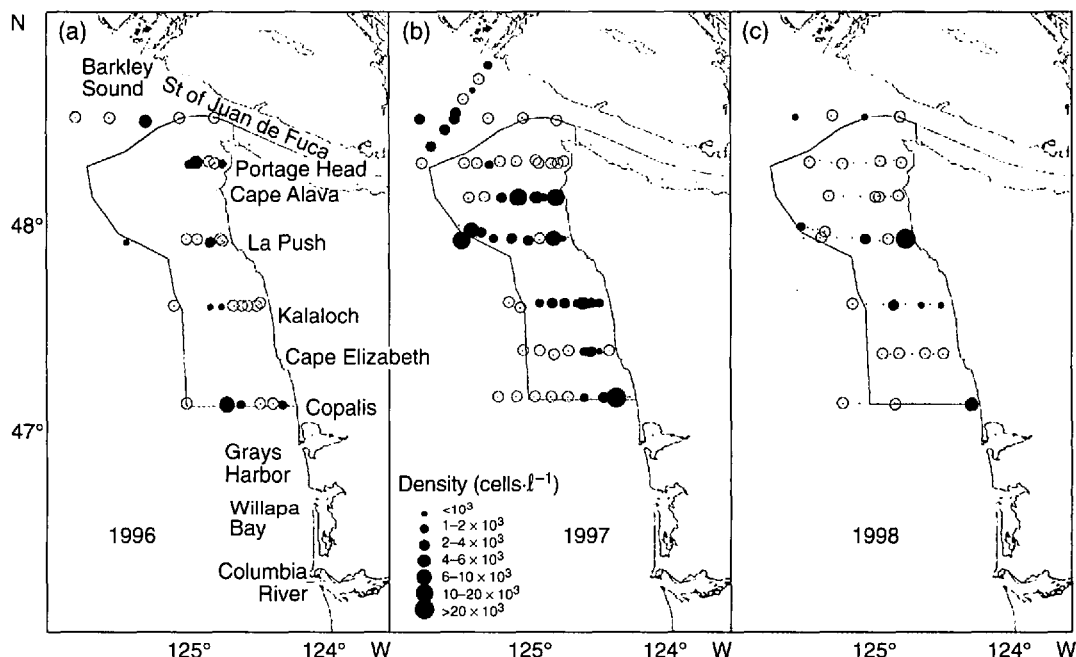 N
(a)
(b)
(c)
Barkley
Sound
St of Juan de Fuca
Portage Head
Cape Alava
48°
La Push
Kalaloch
Cape Elizabeth
Copalis
47°
Grays
Harbor
Willapa
Bay
Columbia
River
1996
Density (cells·ℓ⁻¹)
<10³
1–2 × 10³
2–4 × 10³
4–6 × 10³
6–10 × 10³
10–20 × 10³
>20 × 10³
1997
1998
125° 124° W
125° 124° W
125° 124° W